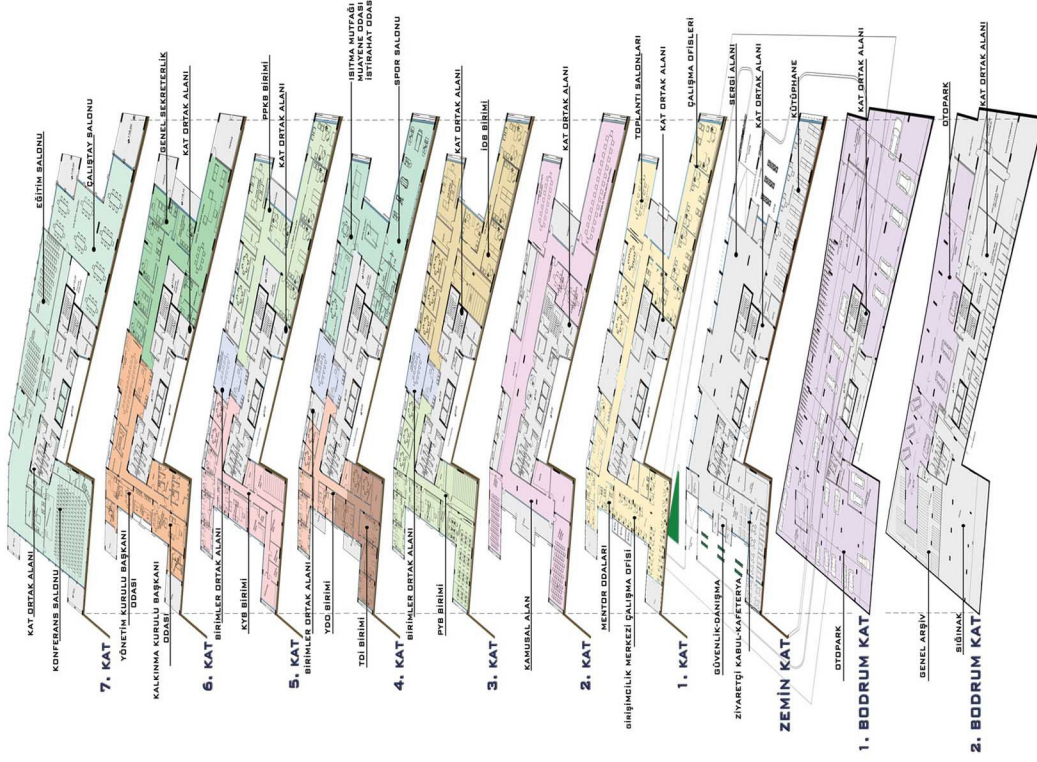 EĞİTİM SALONU
ÇALIŞTAY SALONU
KAT ORTAK ALANI
KONFERANS SALONU
7. KAT
GENEL SEKRETERLİK
KAT ORTAK ALANI
YÖNETİM KURULU BAŞKANI
ODASI
KALKINMA KURULU BAŞKANI
ODASI
6. KAT
PPKB BİRİMİ
KAT ORTAK ALANI
BİRİMLER ORTAK ALANI
KYB BİRİMİ
5. KAT
ISITMA MUTFAĞI
MUAYENE ODASI
İSTİRAHAT ODASI
SPOR SALONU
BİRİMLER ORTAK ALANI
YDO BİRİMİ
TDİ BİRİMİ
4. KAT
KAT ORTAK ALANI
İDB BİRİMİ
BİRİMLER ORTAK ALANI
PYB BİRİMİ
3. KAT
KAT ORTAK ALANI
KAMUSAL ALAN
2. KAT
TOPLANTI SALONLARI
KAT ORTAK ALANI
ÇALIŞMA OFİSLERİ
MENTOR ODALARI
GİRİŞİMCİLİK MERKEZİ ÇALIŞMA OFİSİ
1. KAT
SERGİ ALANI
KAT ORTAK ALANI
KÜTÜPHANE
GÜVENLİK-DANIŞMA
ZİYARETÇİ KABUL-KAFETERYA
ZEMİN KAT
KAT ORTAK ALANI
OTOPARK
1. BODRUM KAT
OTOPARK
KAT ORTAK ALANI
GENEL ARŞİV
SIĞINAK
2. BODRUM KAT